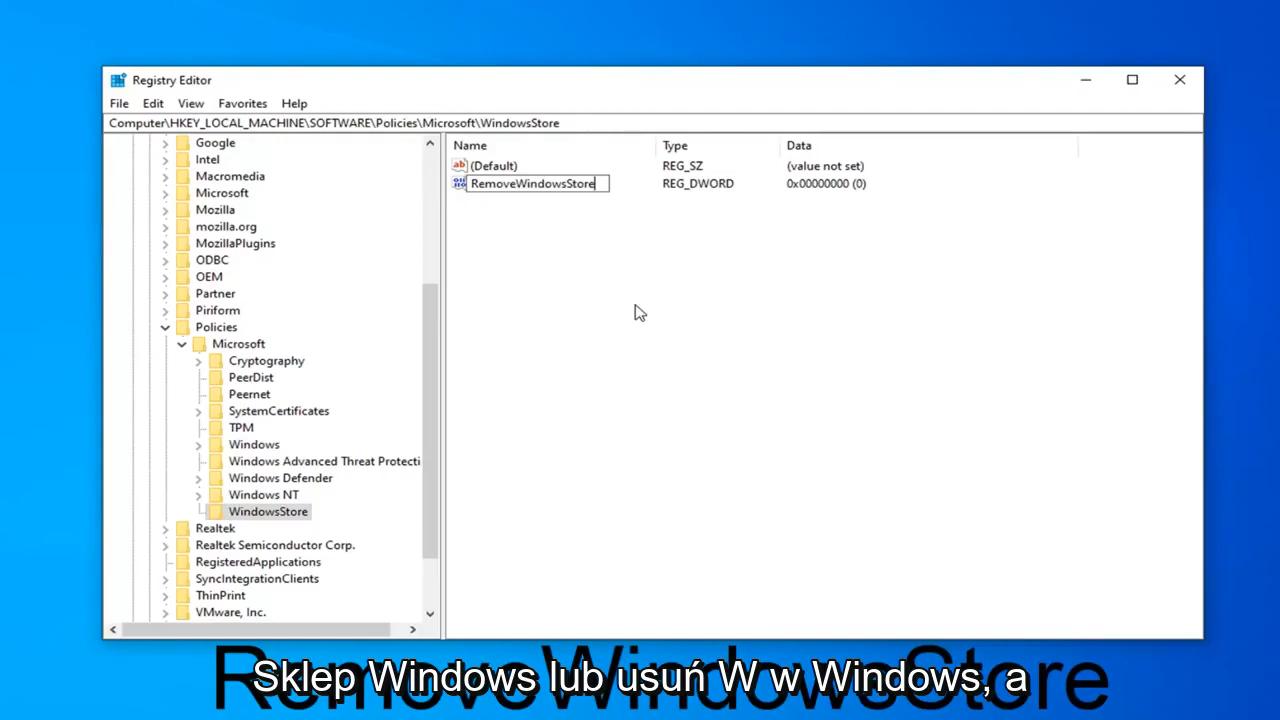 Registry Editor
File Edit View Favorites Help
Computer\HKEY_LOCAL_MACHINE\SOFTWARE\Policies\Microsoft\WindowsStore
Google
Intel
Macromedia
Microsoft
Mozilla
mozilla.org
MozillaPlugins
ODBC
OEM
Partner
Piriform
Policies
Microsoft
Cryptography
PeerDist
Peernet
SystemCertificates
TPM
Windows
Windows Advanced Threat Protecti
Windows Defender
Windows NT
WindowsStore
Realtek
Realtek Semiconductor Corp.
RegisteredApplications
SyncIntegrationClients
ThinPrint
VMware, Inc.
Name Type Data
(Default) REG_SZ (value not set)
RemoveWindowsStore REG_DWORD 0x00000000 (0)
RemoveWindowsStore
Sklep Windows lub usuń W w Windows, a